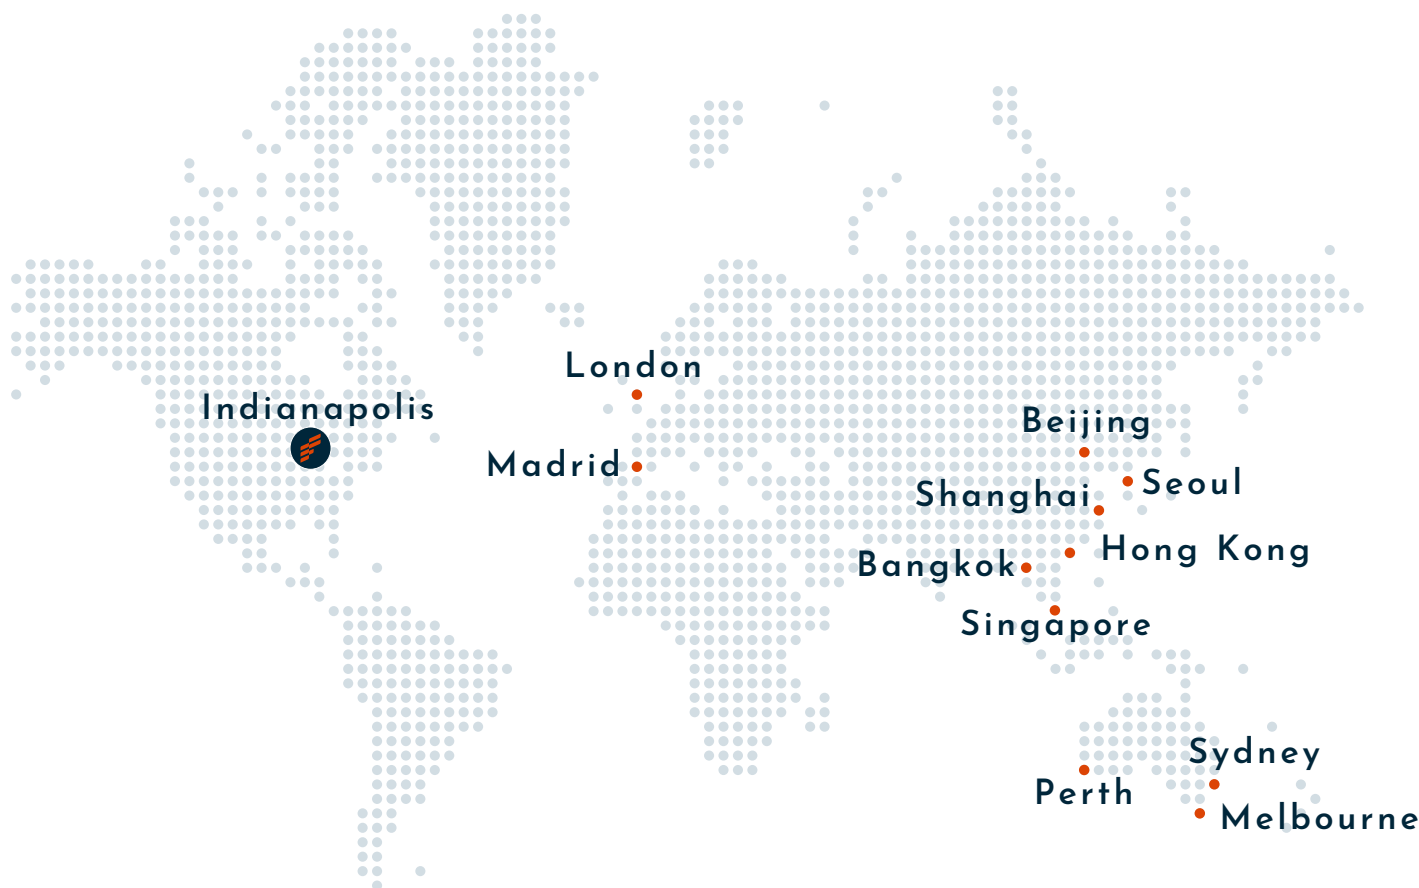 London
Indianapolis
Beijing
Madrid
Seoul
Shanghai
Hong Kong
Bangkok
Singapore
Sydney
Perth
Melbourne